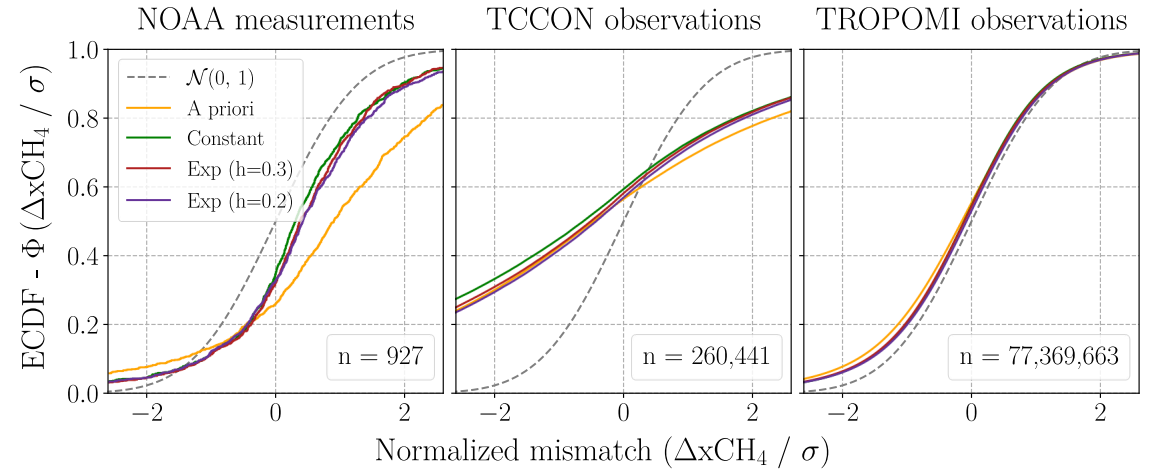 NOAA measurements
TCCON observations
TROPOMI observations
ECDF - Φ (ΔxCH₄ / σ)
1.0
0.8
0.6
0.4
0.2
0.0
𝒩(0, 1)
A priori
Constant
Exp (h=0.3)
Exp (h=0.2)
n = 927
n = 260,441
n = 77,369,663
−2
0
2
−2
0
2
−2
0
2
Normalized mismatch (ΔxCH₄ / σ)